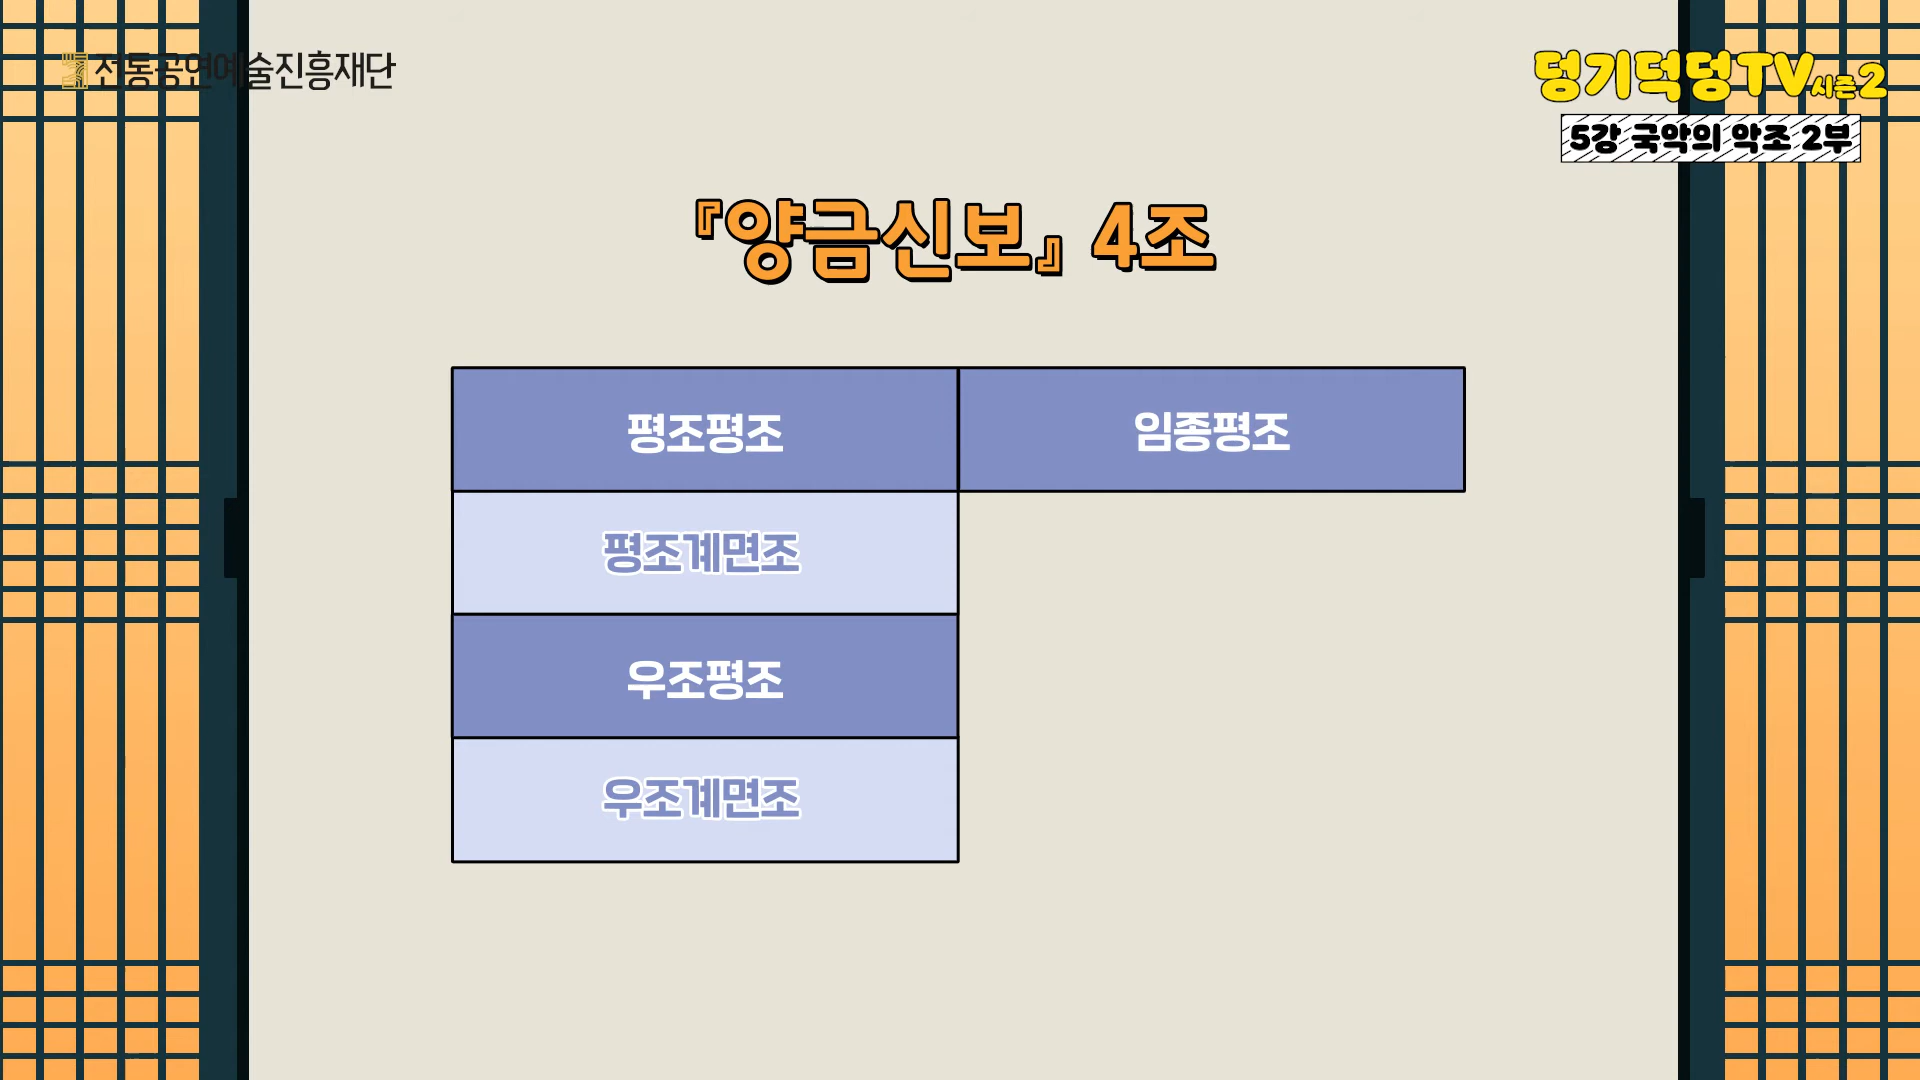 전통공연예술진흥재단
덩기덕덩TV시즌2
5강 국악의 악조 2부
『양금신보』 4조
평조평조 임종평조
평조계면조
우조평조
우조계면조